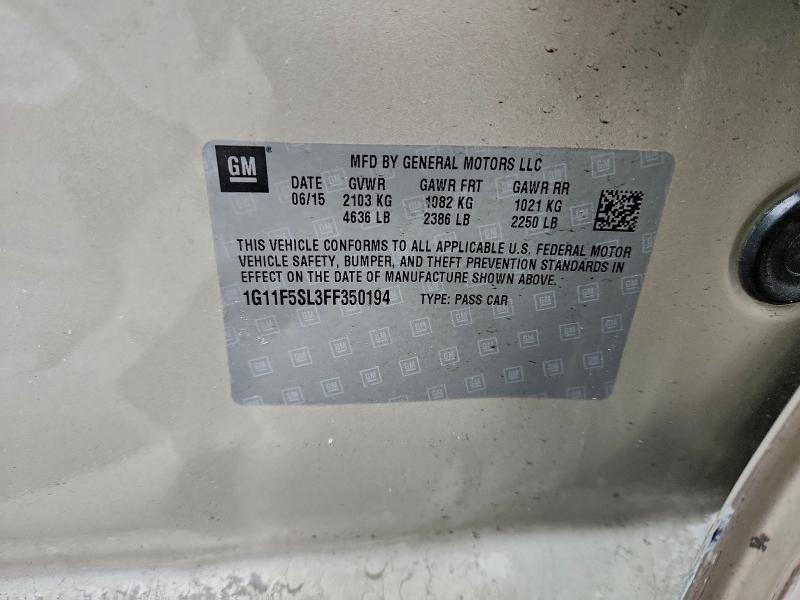 GM MFD BY GENERAL MOTORS LLC
DATE GVWR GAWR FRT GAWR RR
06/15 2103 KG 1082 KG 1021 KG
4636 LB 2386 LB 2250 LB
THIS VEHICLE CONFORMS TO ALL APPLICABLE U.S. FEDERAL MOTOR
VEHICLE SAFETY, BUMPER, AND THEFT PREVENTION STANDARDS IN
EFFECT ON THE DATE OF MANUFACTURE SHOWN ABOVE.
1G11F5SL3FF350194 TYPE: PASS CAR